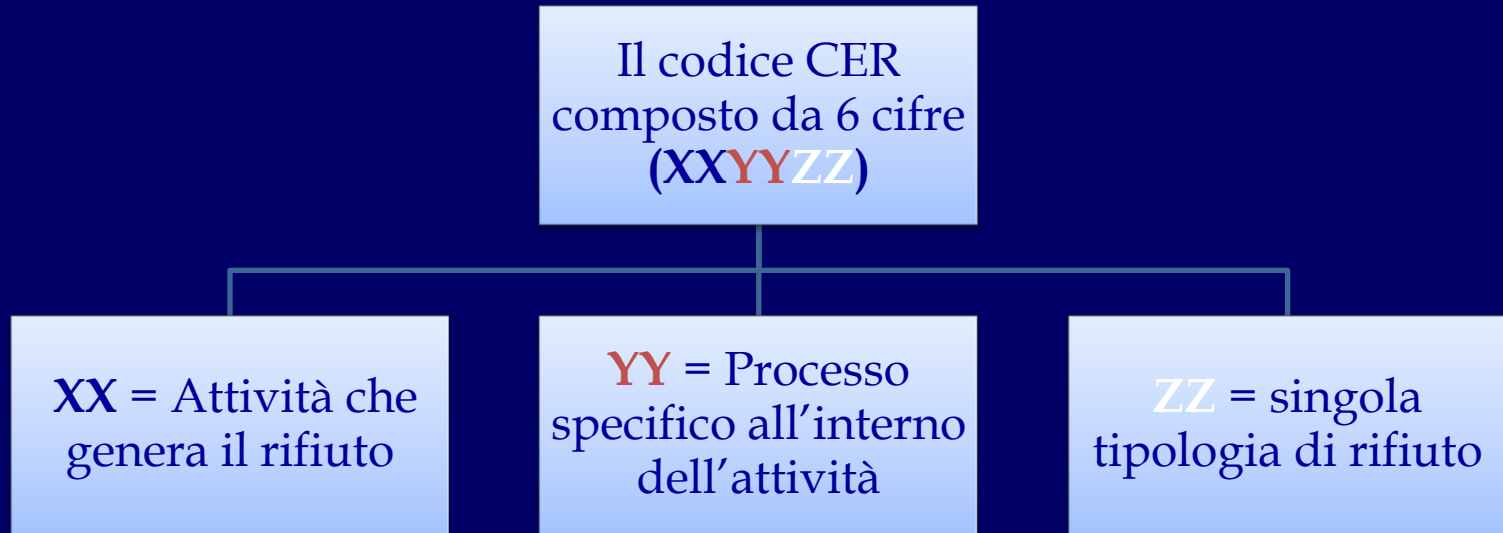 Il codice CER
composto da 6 cifre
(XXYYZZ)
XX = Attività che
genera il rifiuto
YY = Processo
specifico all’interno
dell’attività
ZZ = singola
tipologia di rifiuto